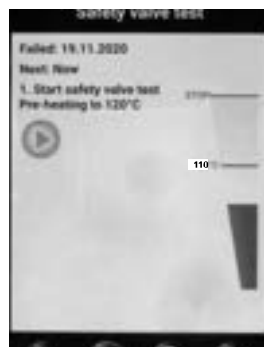 Safety valve test
Failed: 19.11.2020
Next: Now
1. Start safety valve test
Pre-heating to 120°C
STOP
110